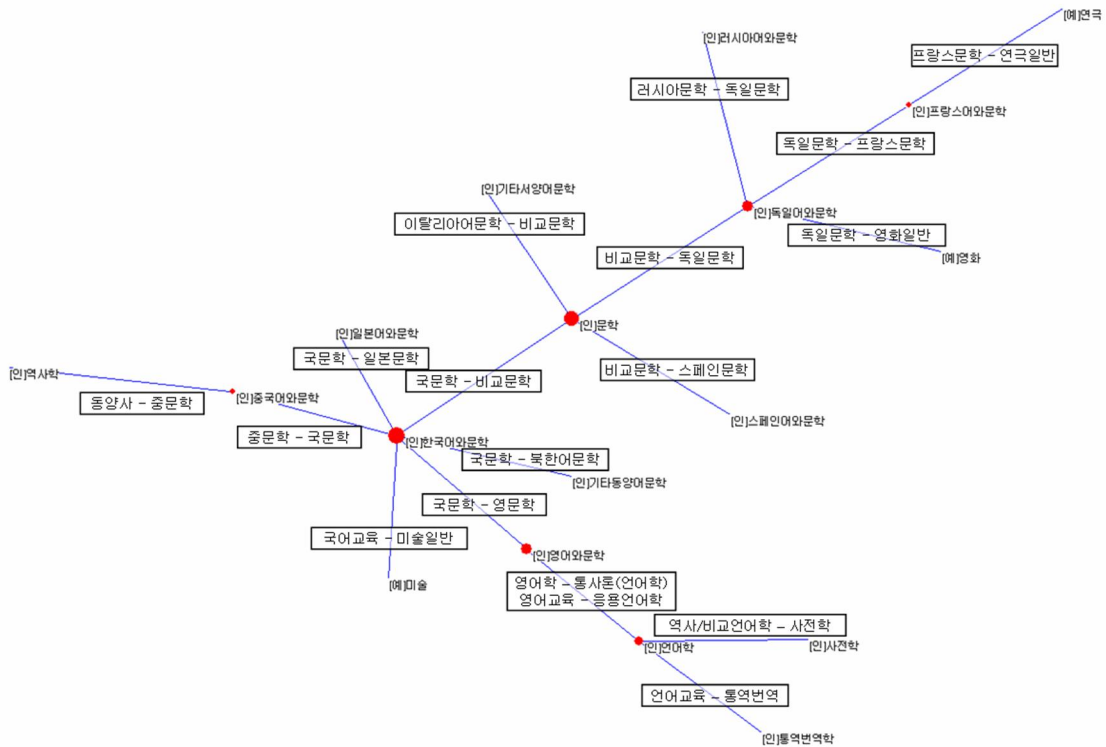 [예]연극
[인]러시아어와문학
프랑스문학 – 연극일반
러시아문학 – 독일문학
[인]프랑스어와문학
독일문학 – 프랑스문학
[인]기타서양어문학
[인]독일어와문학
이탈리아어문학 – 비교문학
독일문학 – 영화일반
비교문학 – 독일문학
[예]영화
[인]문학
[인]일본어와문학
국문학 – 일본문학
비교문학 – 스페인문학
[인]역사학
국문학 – 비교문학
[인]중국어와문학
동양사 – 중문학
[인]스페인어와문학
중문학 – 국문학
[인]한국어와문학
국문학 – 북한어문학
[인]기타동양어문학
국문학 – 영문학
국어교육 – 미술일반
[인]영어와문학
[예]미술
영어학 – 통사론(언어학)
영어교육 – 응용언어학
역사/비교언어학 – 사전학
[인]언어학
[인]사전학
언어교육 – 통역번역
[인]통역번역학